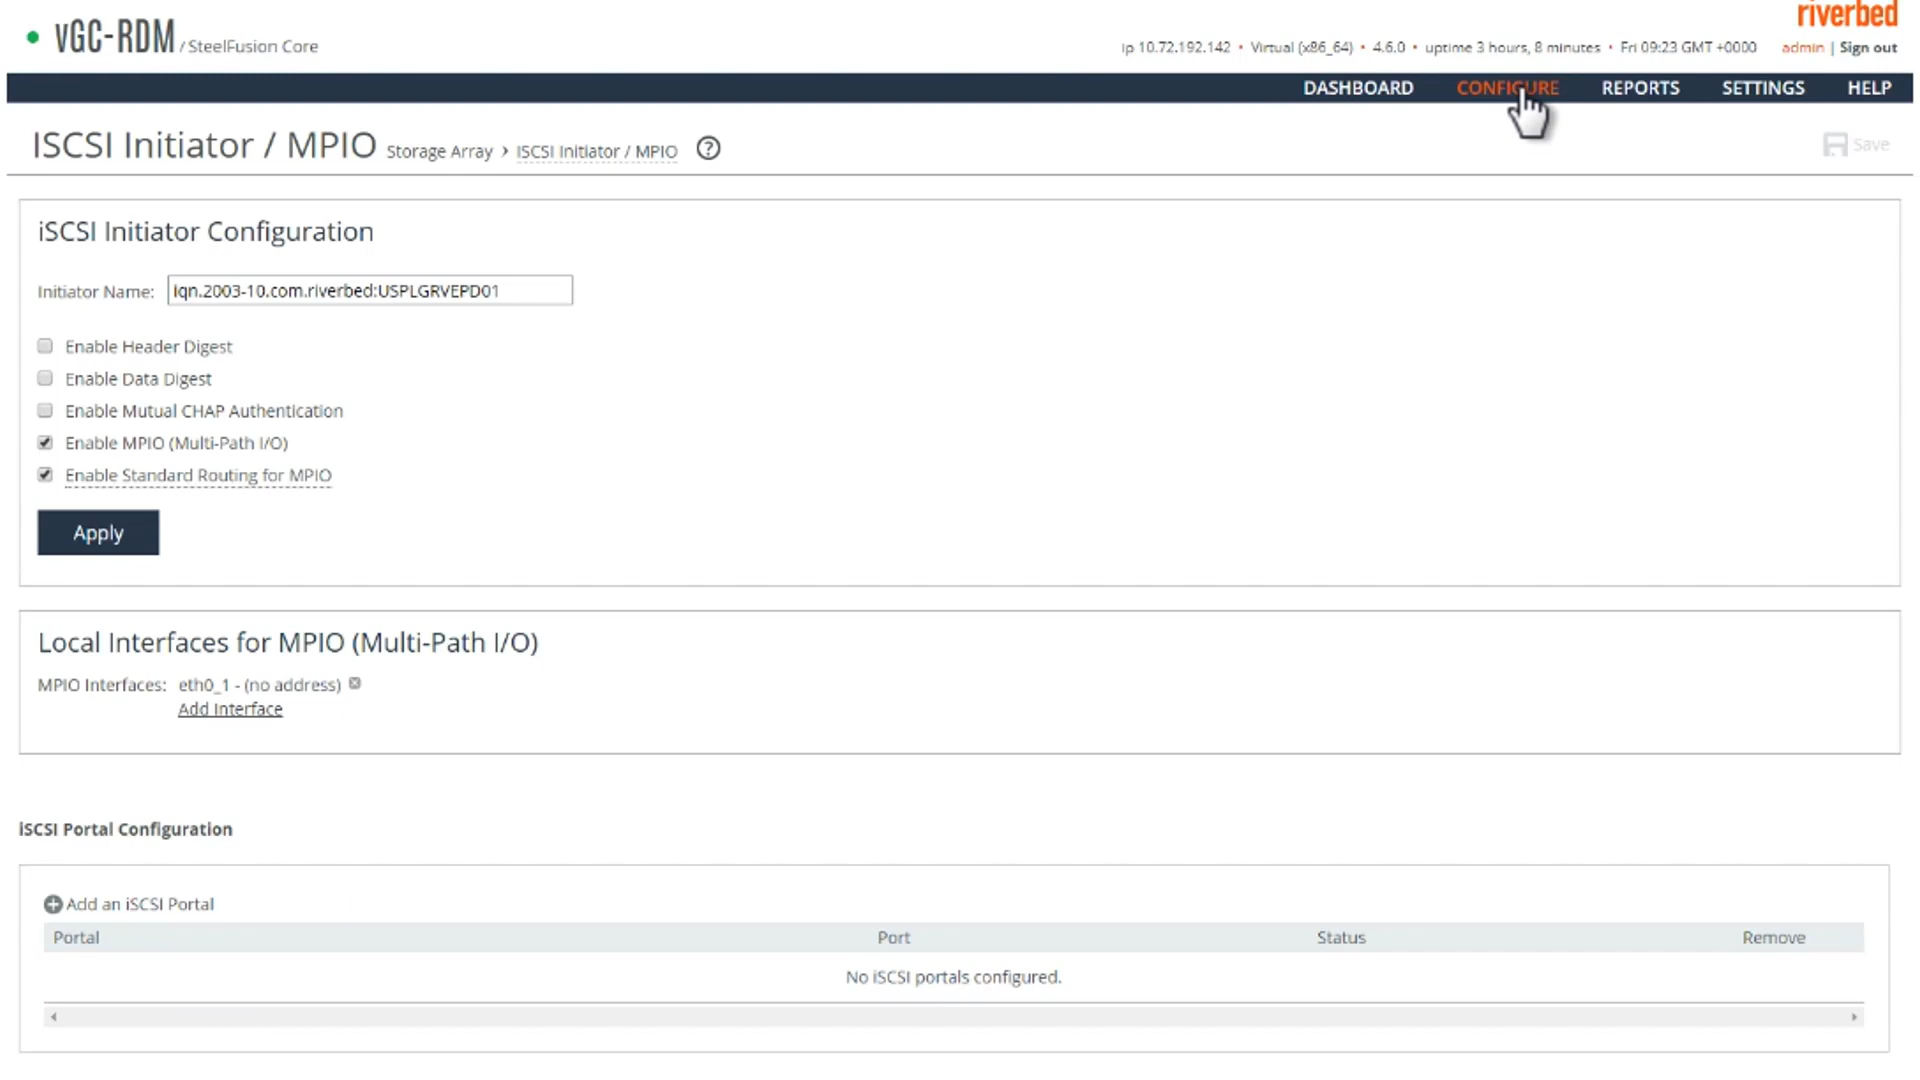 riverbed
vGC-RDM / SteelFusion Core
ip 10.72.192.142 • Virtual (x86_64) • 4.6.0 • uptime 3 hours, 8 minutes • Fri 09:23 GMT +0000 admin | Sign out
DASHBOARD CONFIGURE REPORTS SETTINGS HELP
ISCSI Initiator / MPIO Storage Array › ISCSI Initiator / MPIO ?
Save
iSCSI Initiator Configuration
Initiator Name: iqn.2003-10.com.riverbed:USPLGRVEPD01
Enable Header Digest
Enable Data Digest
Enable Mutual CHAP Authentication
Enable MPIO (Multi-Path I/O)
Enable Standard Routing for MPIO
Apply
Local Interfaces for MPIO (Multi-Path I/O)
MPIO Interfaces: eth0_1 - (no address)
Add Interface
iSCSI Portal Configuration
Add an iSCSI Portal
Portal Port Status Remove
No iSCSI portals configured.